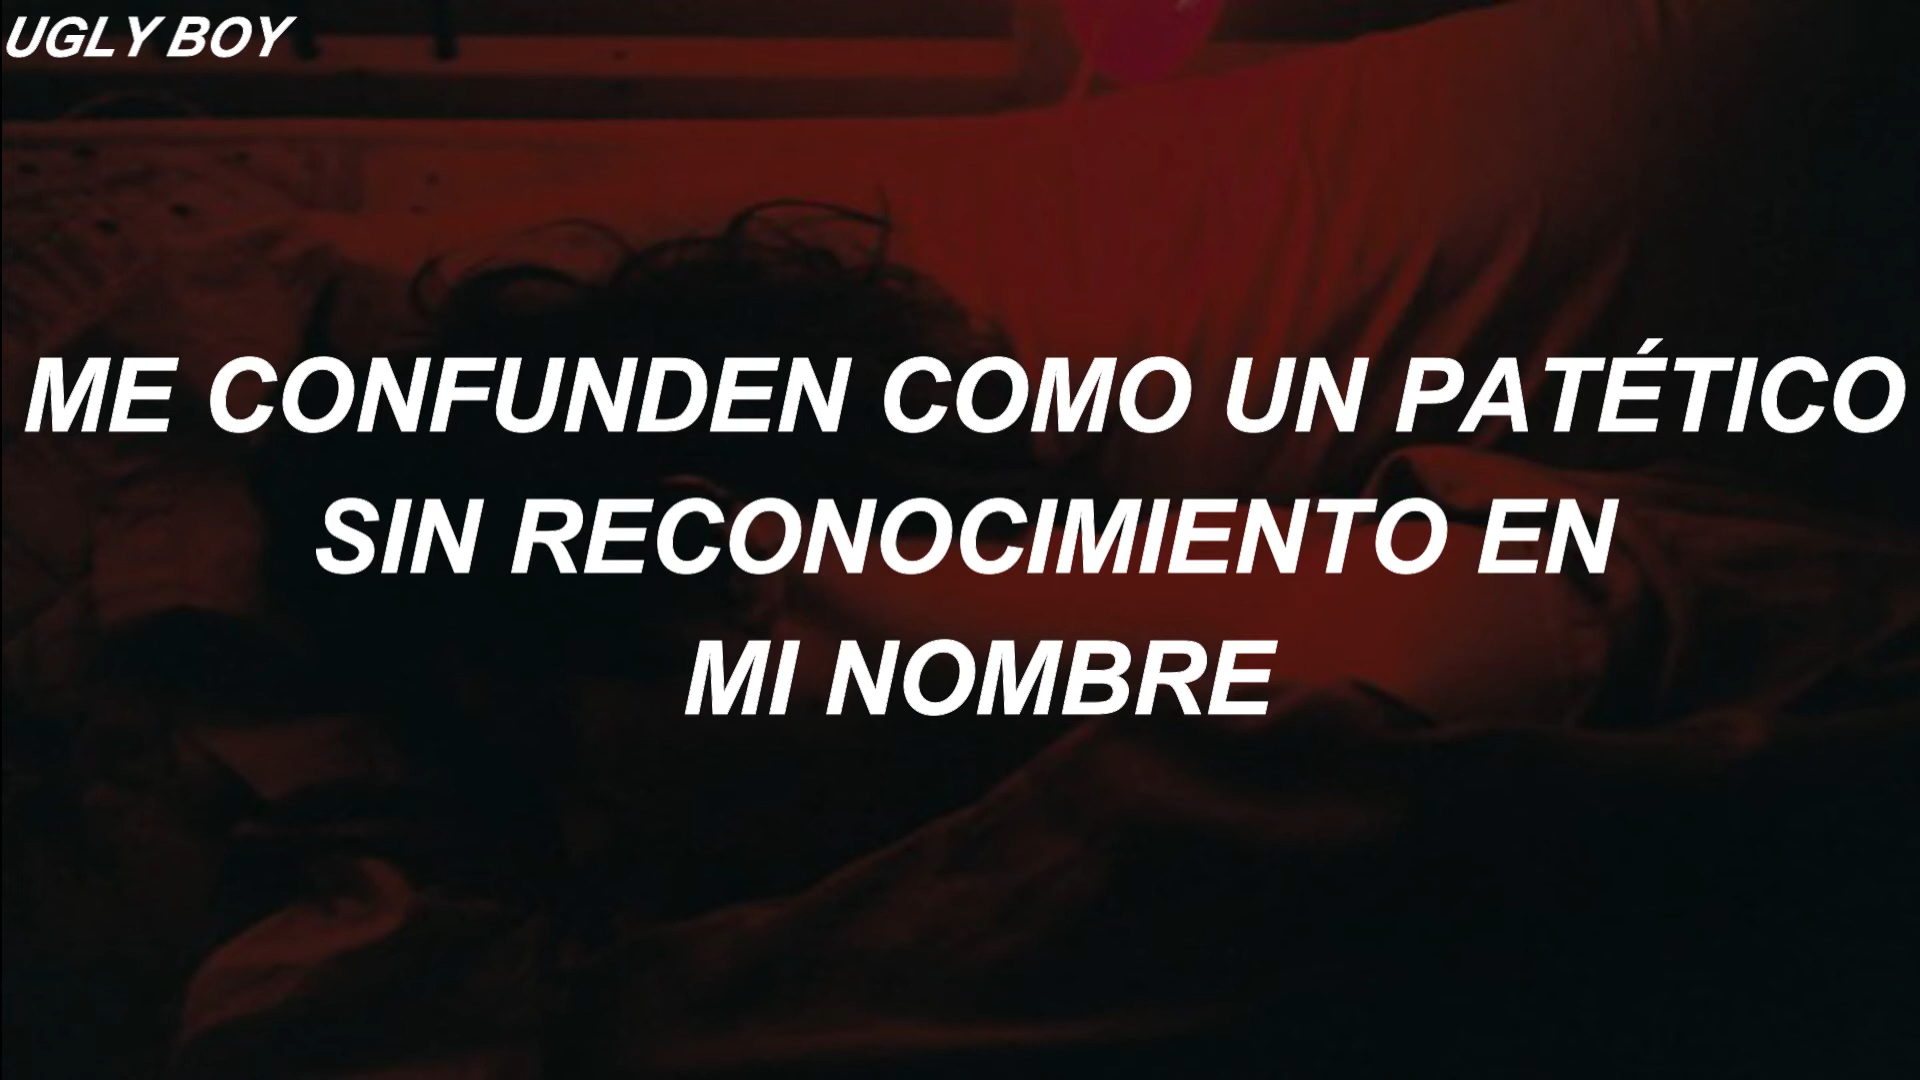 UGLY BOY
ME CONFUNDEN COMO UN PATÉTICO
SIN RECONOCIMIENTO EN
MI NOMBRE